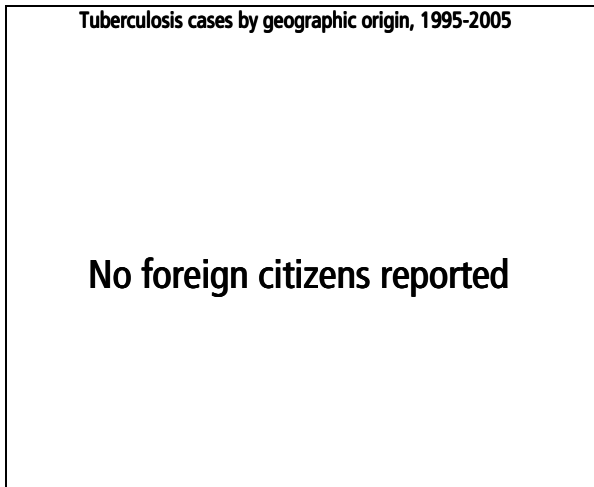 Tuberculosis cases by geographic origin, 1995-2005
No foreign citizens reported